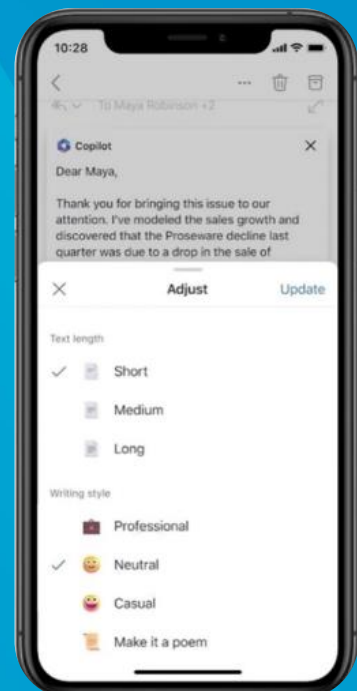 10:28
To Maya Robinson +2
Copilot
Dear Maya,
Thank you for bringing this issue to our
attention. I've modeled the sales growth and
discovered that the Proseware decline last
quarter was due to a drop in the sale of
Adjust
Update
Text length
Short
Medium
Long
Writing style
Professional
Neutral
Casual
Make it a poem